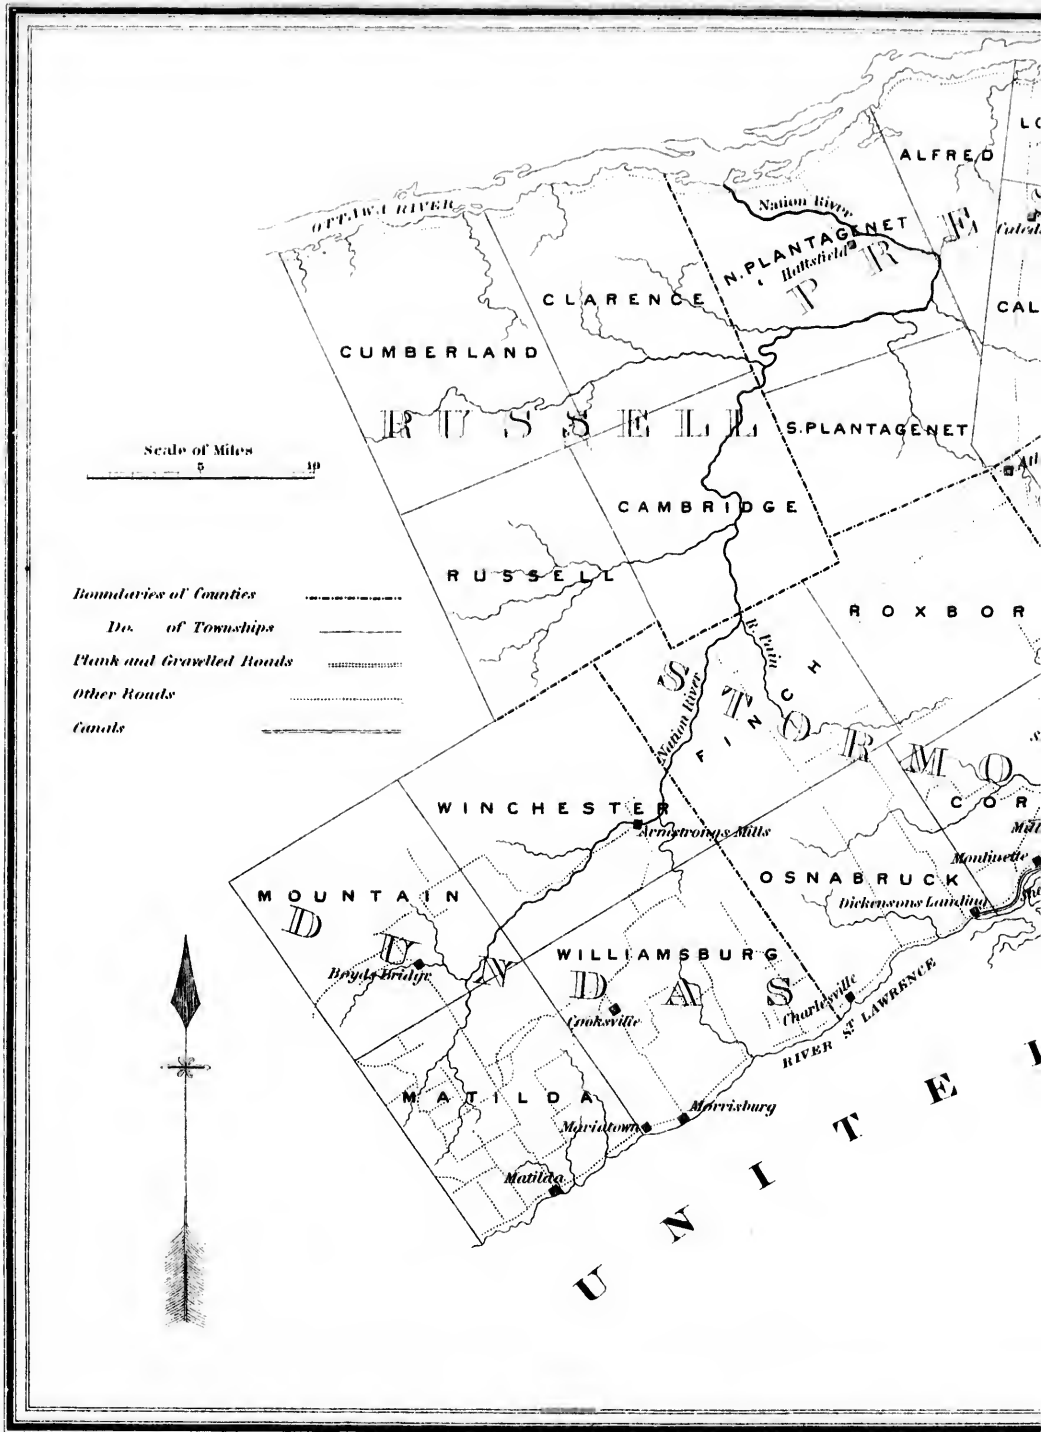 OTTAWA RIVER
ALFRED
Nation River
N. PLANTAGENET
Hattsfield
P R E
CLARENCE
CAL
CUMBERLAND
RUSSELL
S. PLANTAGENET
Scale of Miles
5 10
CAMBRIDGE
RUSSELL
ROXBOR
Boundaries of Counties
Do. of Townships
Plank and Gravelled Roads
Other Roads
Canals
R. Pain
Nation River
FINCH
STORMO
WINCHESTER
Armstrongs Mills
COR
Moulinette
MOUNTAIN
OSNABRUCK
Dickensons Landing
DUNDAS
Boyds Bridge
WILLIAMSBURG
Cooksville
Charlesville
RIVER ST. LAWRENCE
MATILDA
Mariatown
Morrisburg
Matilda
UNITE